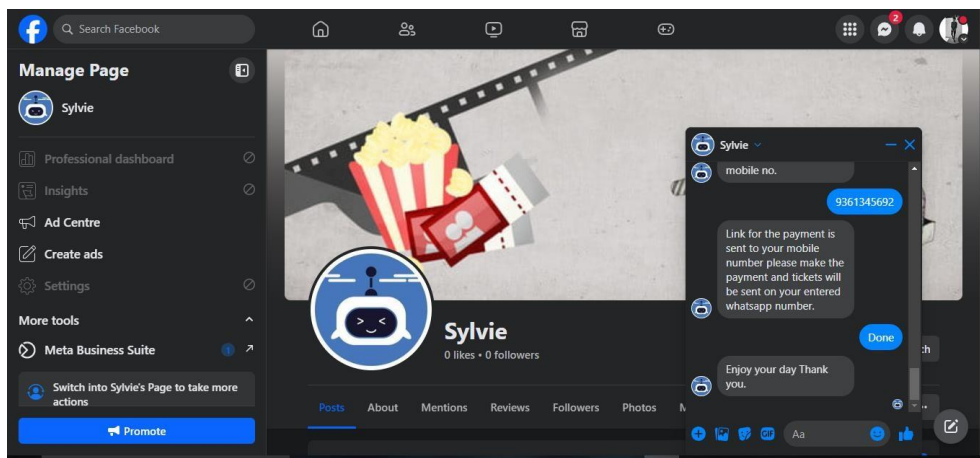 Search Facebook
2
Manage Page
Sylvie
Professional dashboard
Insights
Ad Centre
Create ads
Settings
More tools
Meta Business Suite
Switch into Sylvie's Page to take more
actions
Promote
Sylvie
0 likes • 0 followers
Posts
About
Mentions
Reviews
Followers
Photos
M
ch
Sylvie
mobile no.
9361345692
Link for the payment is
sent to your mobile
number please make the
payment and tickets will
be sent on your entered
whatsapp number.
Done
Enjoy your day Thank
you.
GIF
Aa